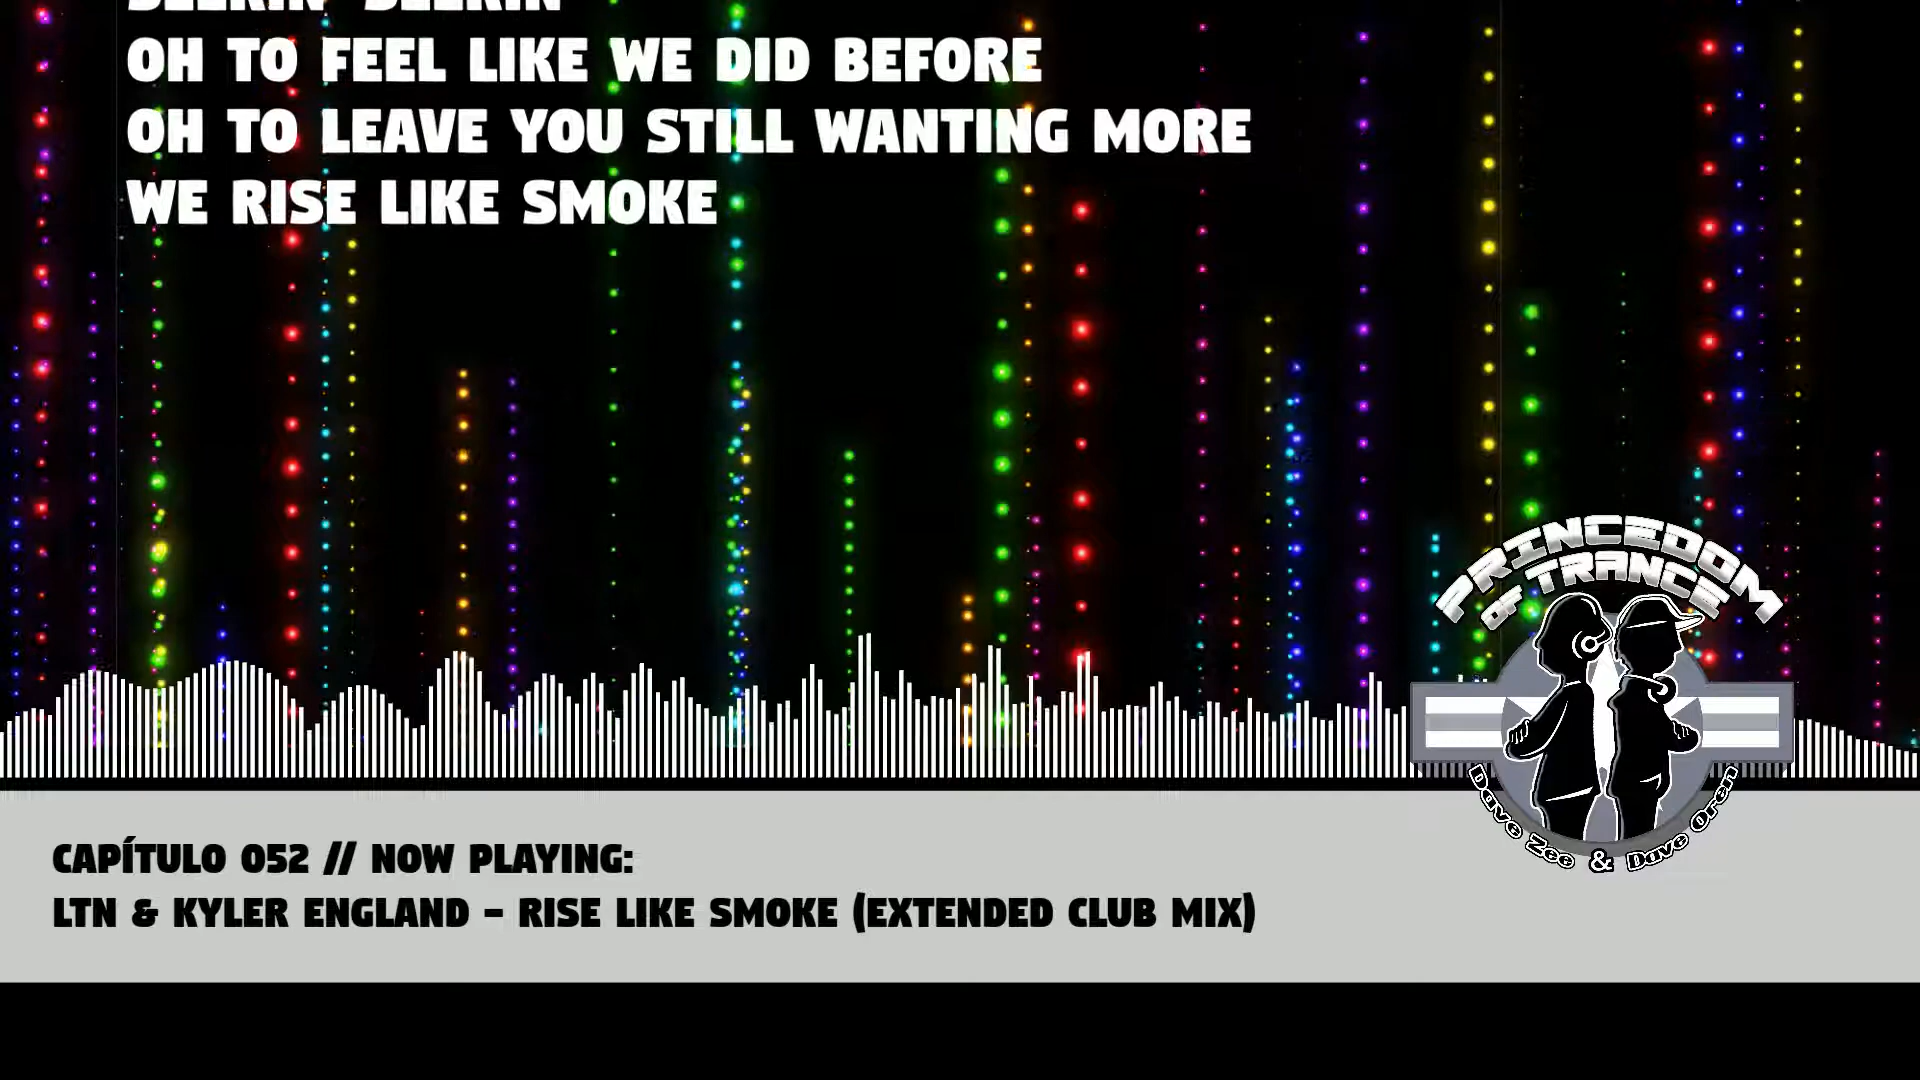 SEEKIN' SEEKIN'
OH TO FEEL LIKE WE DID BEFORE
OH TO LEAVE YOU STILL WANTING MORE
WE RISE LIKE SMOKE
PRINCEDOM
OF TRANCE
Dave Zee & Dave Oren
CAPÍTULO 052 // NOW PLAYING:
LTN & KYLER ENGLAND - RISE LIKE SMOKE (EXTENDED CLUB MIX)